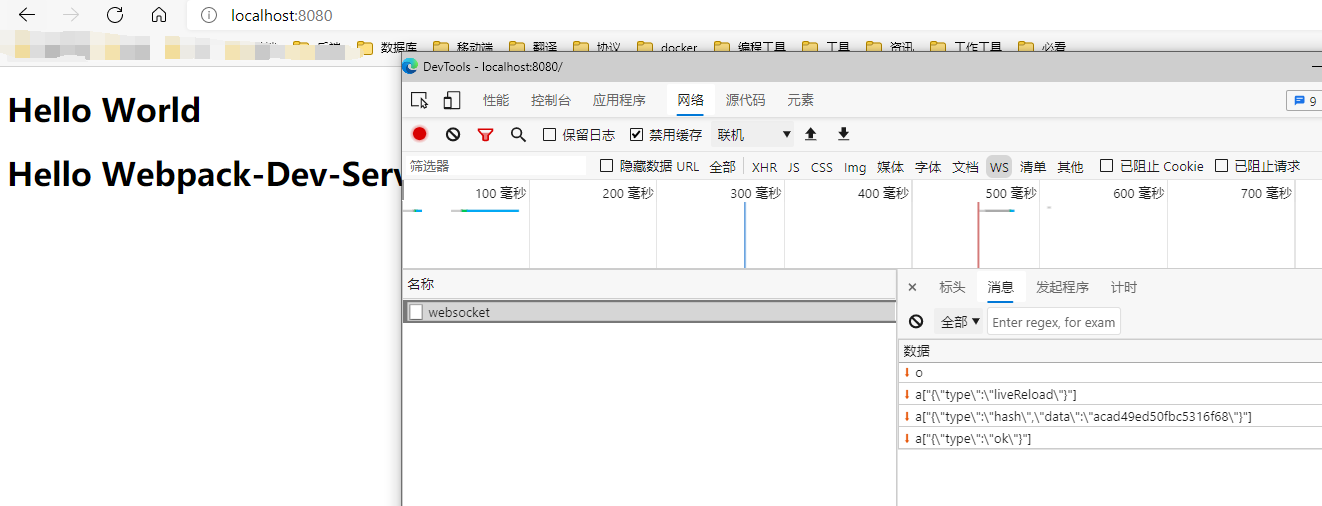 localhost:8080
后端 数据库 移动端 翻译 协议 docker 编程工具 工具 资讯 工作工具 必看
Hello World
Hello Webpack-Dev-Serv
DevTools - localhost:8080/
性能 控制台 应用程序 网络 源代码 元素 9
保留日志 禁用缓存 联机
筛选器 隐藏数据 URL 全部 XHR JS CSS Img 媒体 字体 文档 WS 清单 其他 已阻止 Cookie 已阻止请求
100 毫秒 200 毫秒 300 毫秒 400 毫秒 500 毫秒 600 毫秒 700 毫秒
名称
websocket
标头 消息 发起程序 计时
全部 Enter regex, for exam
数据
o
a["{\"type\":\"liveReload\"}"]
a["{\"type\":\"hash\",\"data\":\"acad49ed50fbc5316f68\"}"]
a["{\"type\":\"ok\"}"]